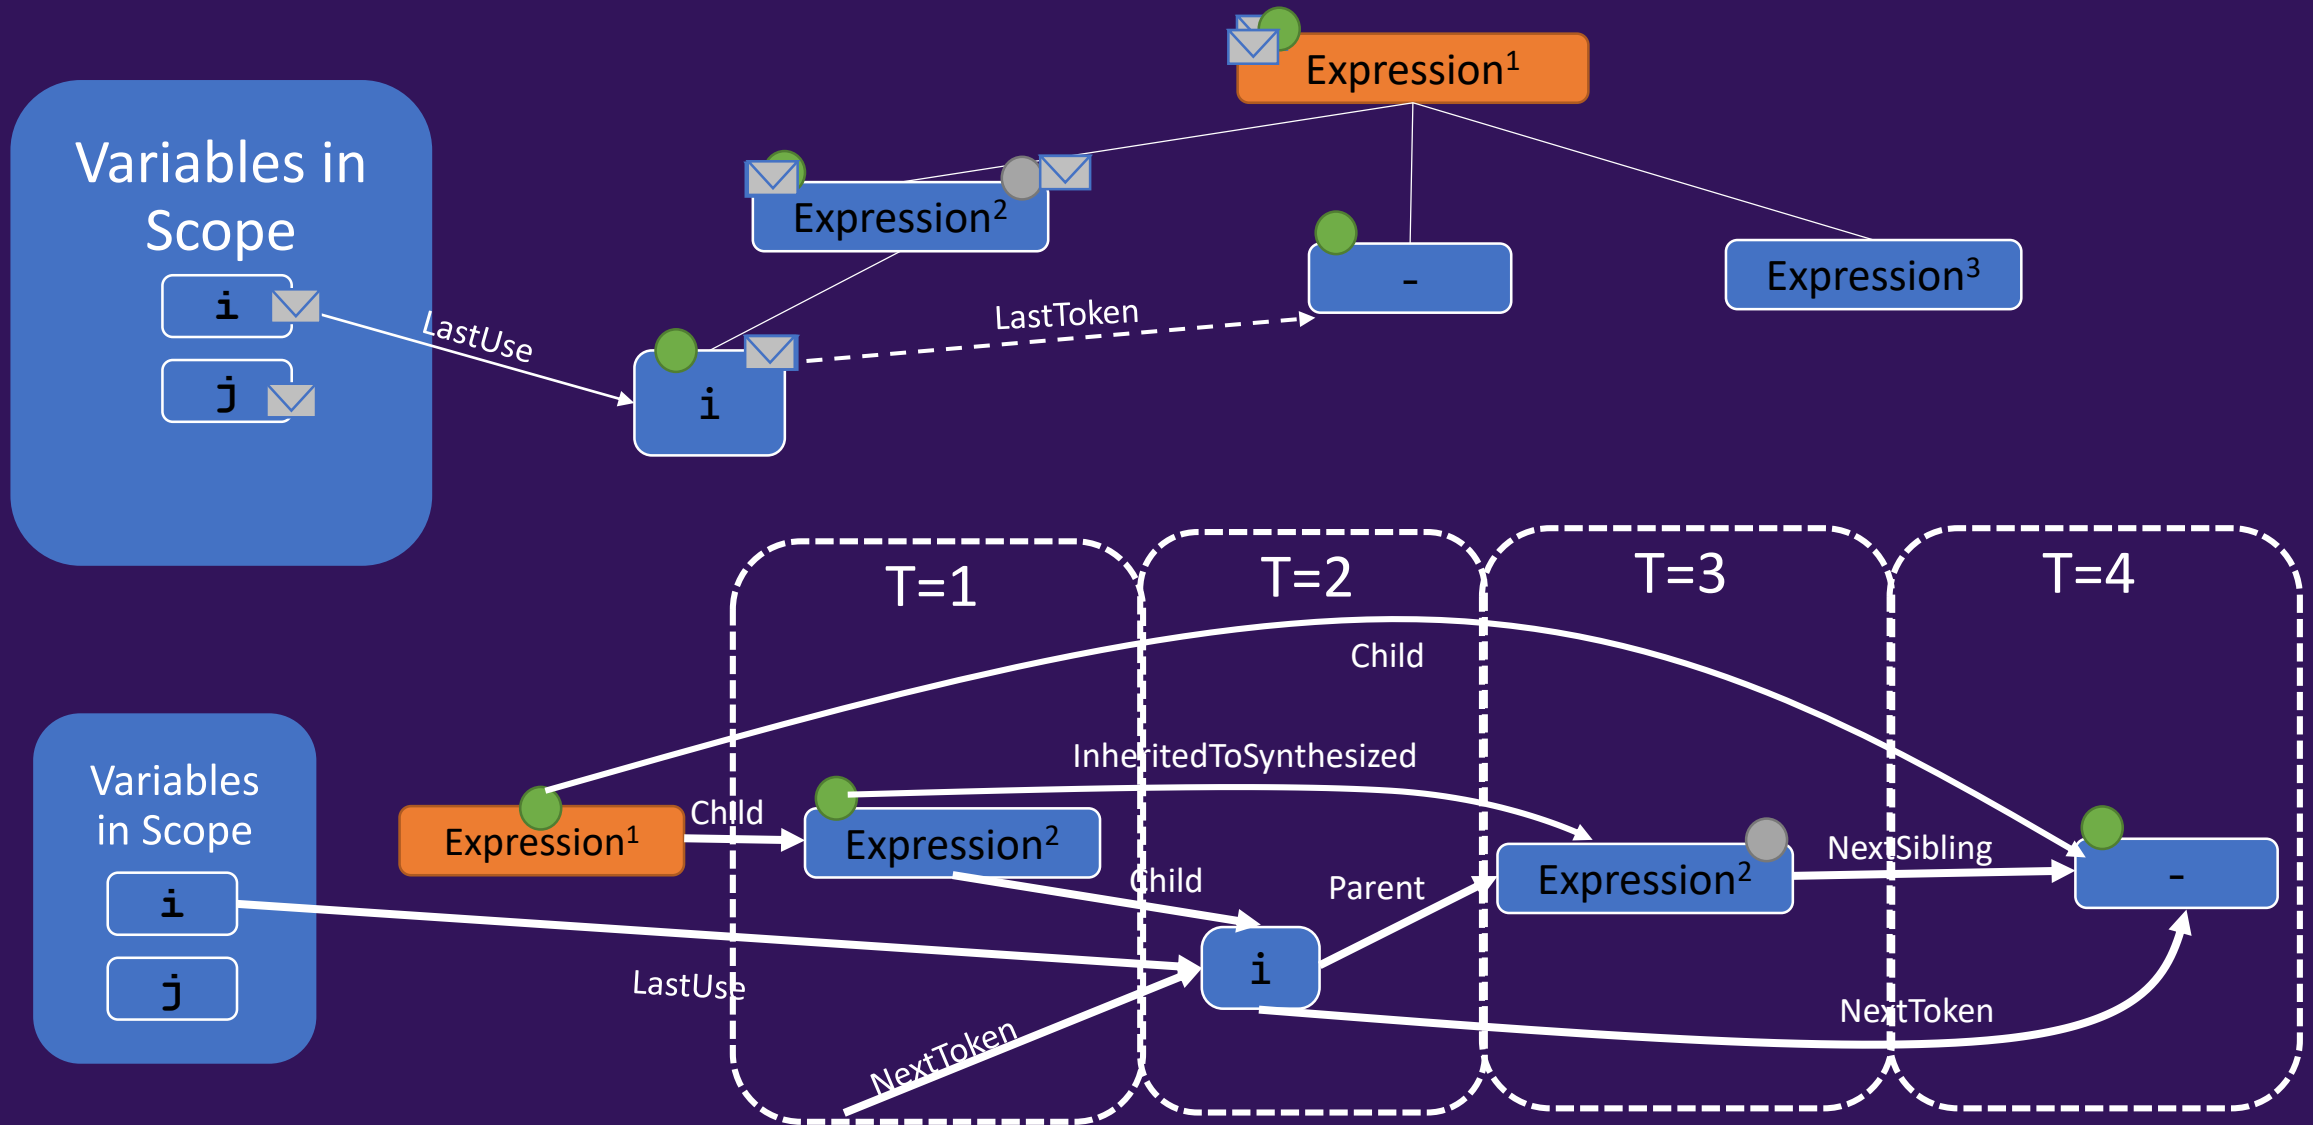 Expression¹
Variables in
Scope
i
j
LastUse
Expression²
i
LastToken
-
Expression³
T=1
T=2
T=3
T=4
Child
InheritedToSynthesized
Variables
in Scope
i
j
Expression¹
Child
Expression²
Child
Parent
Expression²
NextSibling
-
i
LastUse
NextToken
NextToken